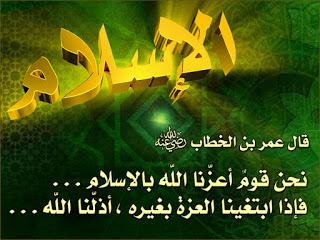 الإسلام
قال عمر بن الخطاب رضي الله عنه
نحن قومٌ أعزّنا الله بالإسلام ...
فإذا ابتغينا العزة بغيره ، أذلّنا الله ...